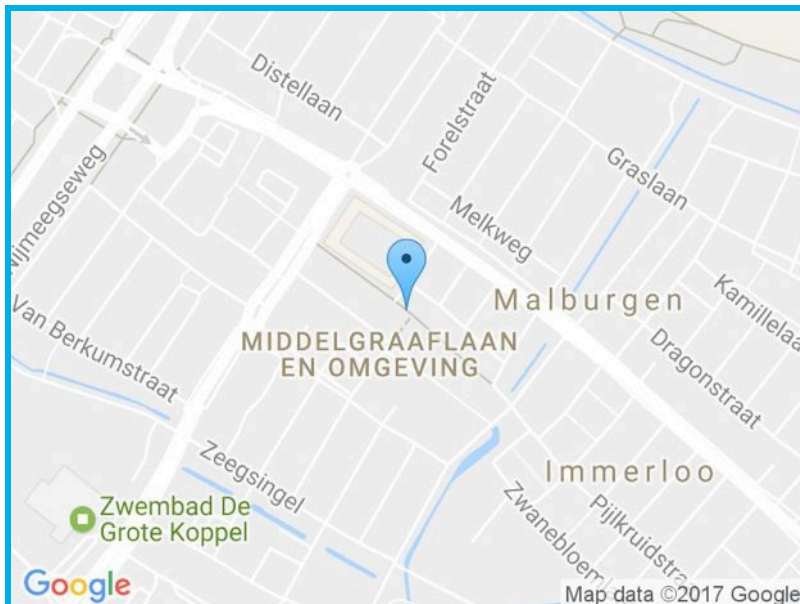 Distellaan
Forelstraat
Graslaan
Nijmeegseweg
Melkweg
Malburgen
Kamillelaa
Van Berkumstraat
MIDDELGRAAFLAAN
EN OMGEVING
Dragonstraat
Zeegsingel
Immerloo
Zwembad De
Grote Koppel
Zwanebloem
Pijlkruidstra
Google
Map data ©2017 Google